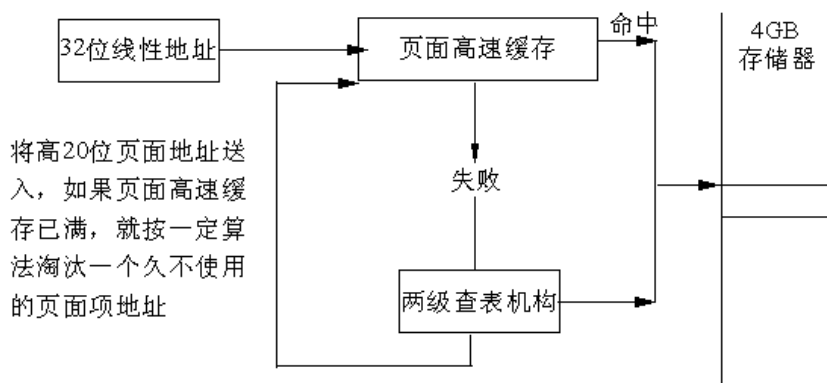 32位线性地址
页面高速缓存
命中
4GB
存储器
将高20位页面地址送
入，如果页面高速缓
存已满，就按一定算
法淘汰一个久不使用
的页面项地址
失败
两级查表机构